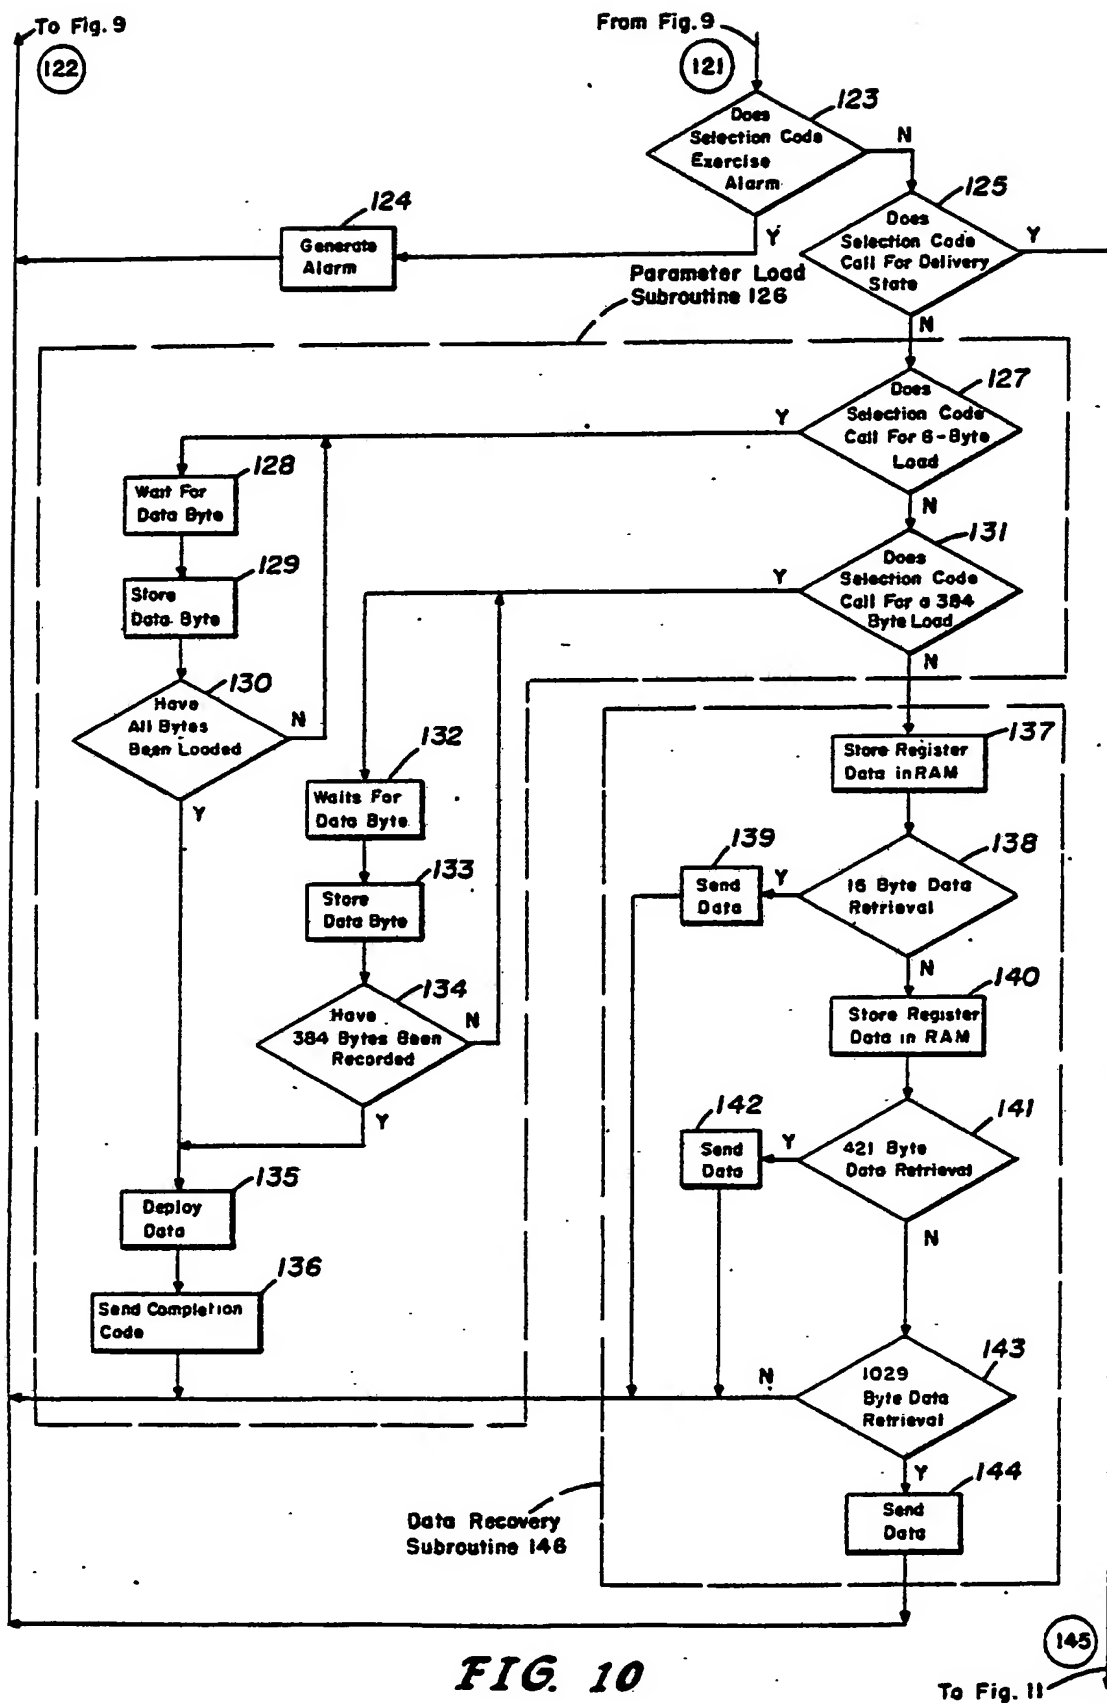 To Fig. 9
122
From Fig. 9
121
123
Does
Selection Code
Exercise
Alarm
N
Y
124
Generate
Alarm
125
Does
Selection Code
Call For Delivery
State
Y
N
Parameter Load
Subroutine 126
127
Does
Selection Code
Call For 6-Byte
Load
Y
N
128
Wait For
Data Byte
129
Store
Data Byte
130
Have
All Bytes
Been Loaded
N
Y
131
Does
Selection Code
Call For a 384
Byte Load
Y
N
132
Waits For
Data Byte
133
Store
Data Byte
134
Have
384 Bytes Been
Recorded
N
Y
135
Deploy
Data
136
Send Completion
Code
137
Store Register
Data in RAM
138
16 Byte Data
Retrieval
Y
N
139
Send
Data
140
Store Register
Data in RAM
141
421 Byte
Data Retrieval
Y
N
142
Send
Data
143
1029
Byte Data
Retrieval
N
Y
144
Send
Data
Data Recovery
Subroutine 146
145
To Fig. 11
FIG. 10